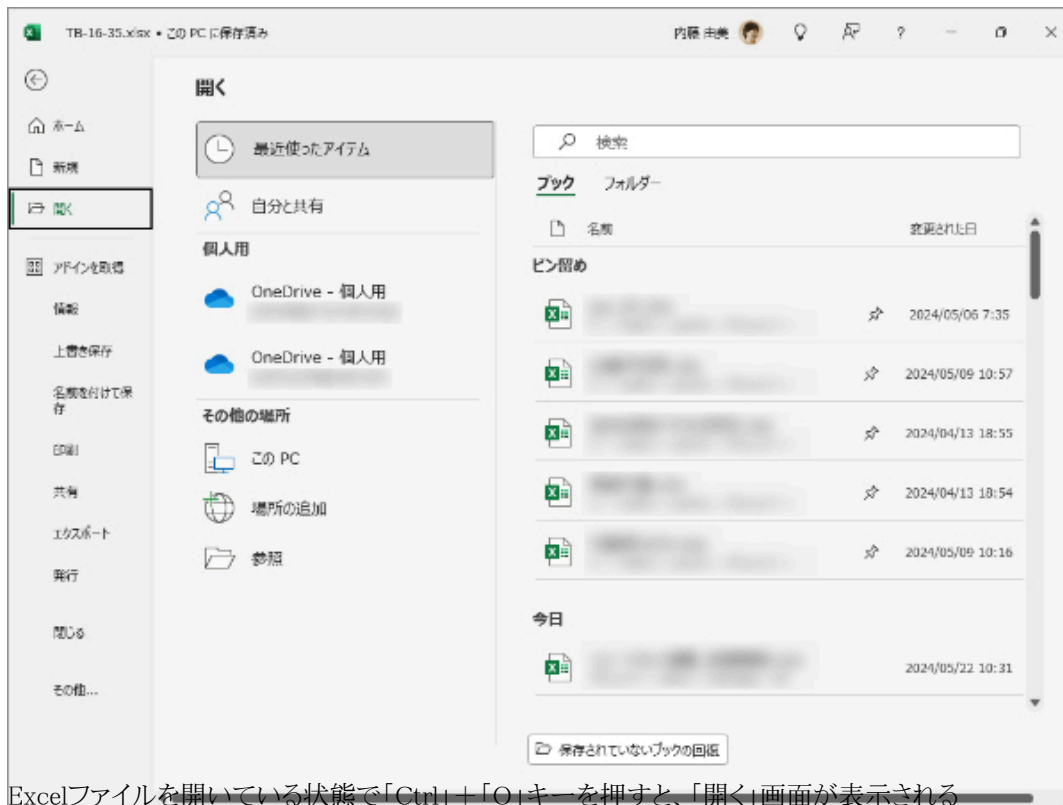 TB-16-35.xlsx • この PC に保存済み
内藤 由美
?
開く
ホーム
新規
開く
アドインを取得
情報
上書き保存
名前を付けて保
存
印刷
共有
エクスポート
発行
閉じる
その他...
最近使ったアイテム
自分と共有
個人用
OneDrive - 個人用
OneDrive - 個人用
その他の場所
この PC
場所の追加
参照
検索
ブック フォルダー
名前 変更された日
ピン留め
2024/05/06 7:35
2024/05/09 10:57
2024/04/13 18:55
2024/04/13 18:54
2024/05/09 10:16
今日
2024/05/22 10:31
保存されていないブックの回復
Excelファイルを開いている状態で「Ctrl」+「O」キーを押すと、「開く」画面が表示される